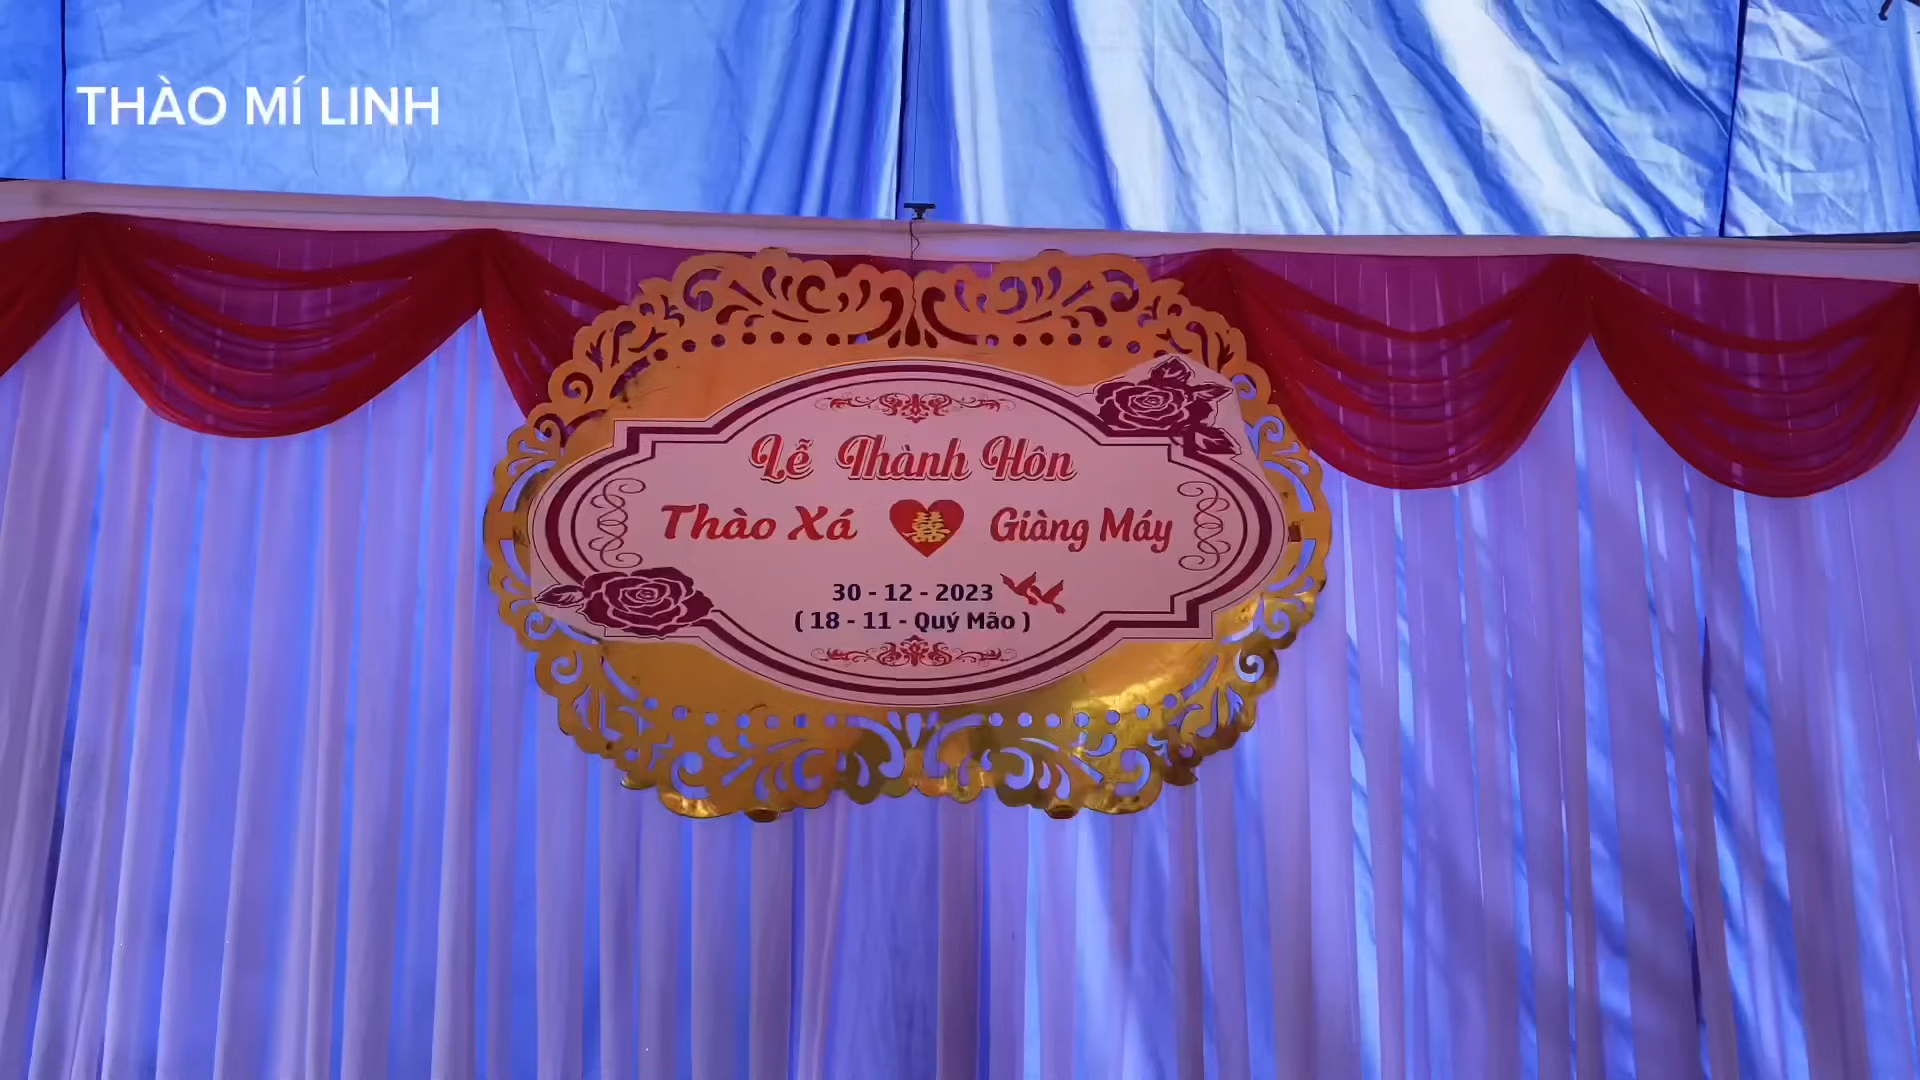 THÀO MÍ LINH
Lễ Thành Hôn
Thào Xá 囍 Giàng Máy
30 - 12 - 2023
( 18 - 11 - Quý Mão )